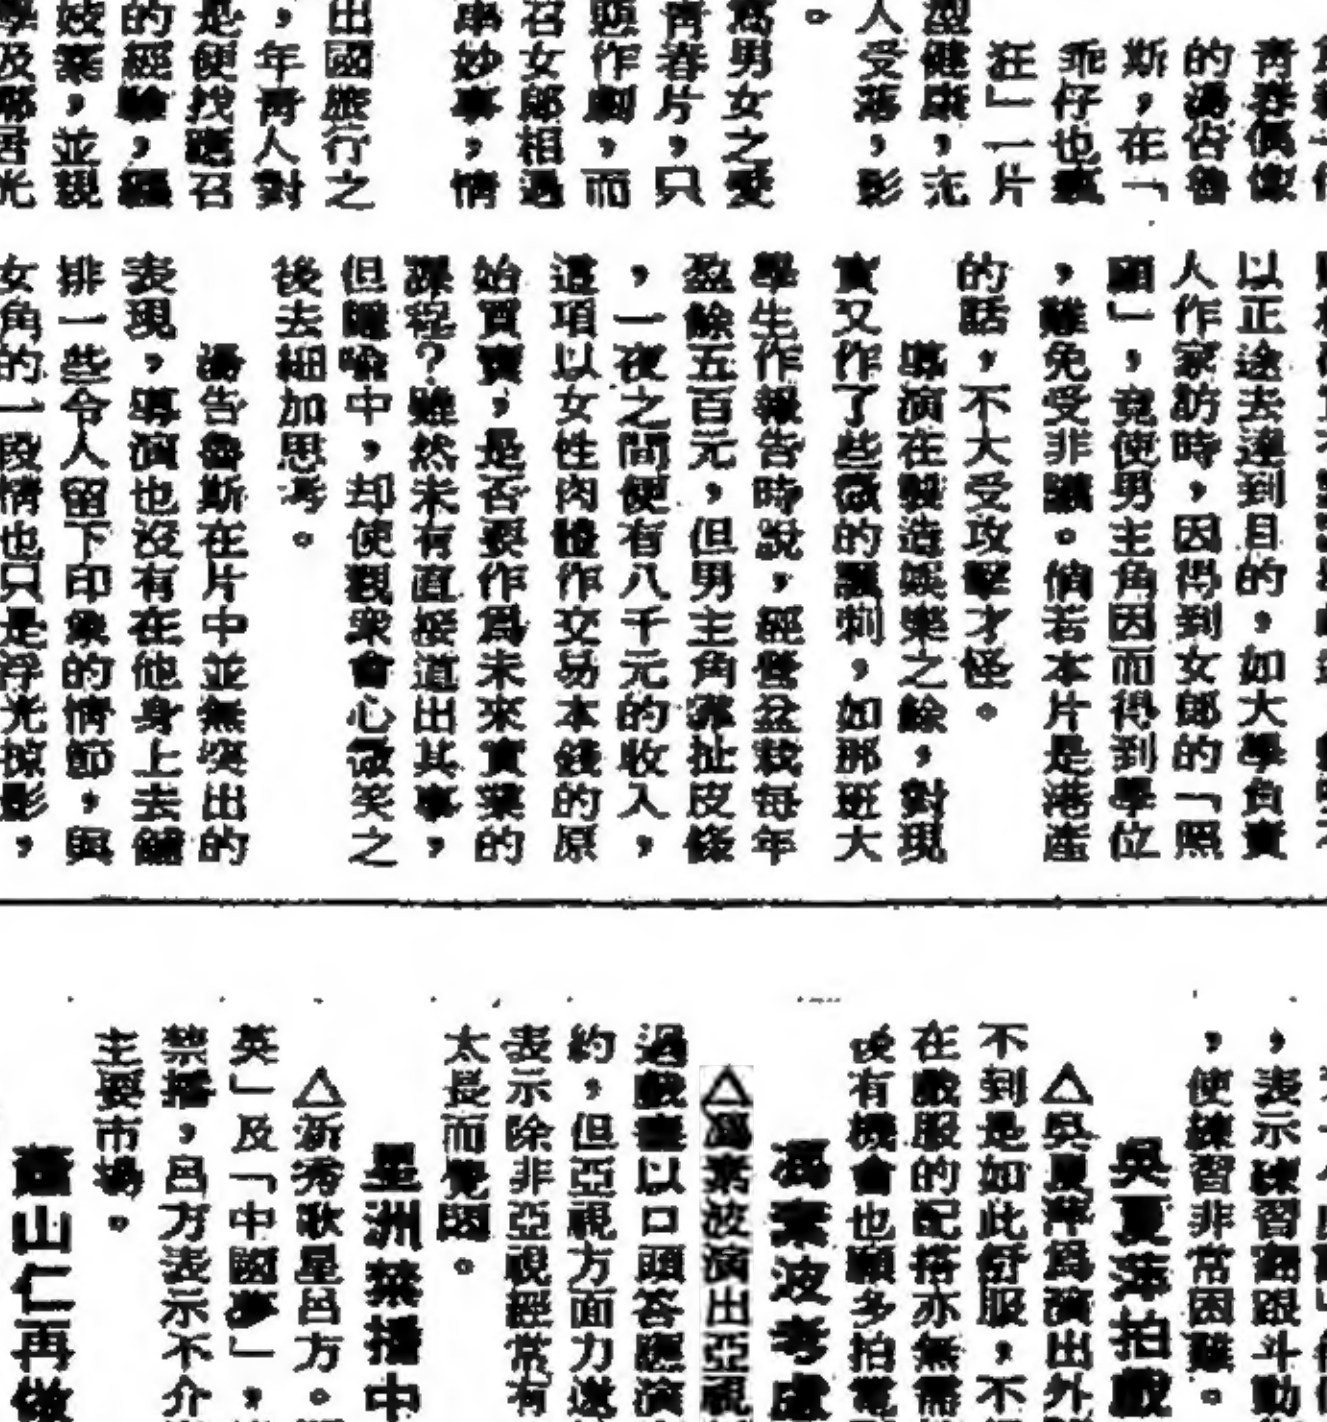 青春偶像
的湯告魯
斯，在「
乖仔也瘋
狂」一片
型健康，尤
人受落，影
。
為男女之愛
青春片，只
惡作劇，而
召女郎相遇
串妙事，情
出國旅行之
，年青人對
是便找應召
的經驗，
妓棄，並親
以正途去達到目的，如大學負責
人作家訪時，因得到女郎的「照
顧」，竟使男主角因而得到學位
，難免受非議。倘若本片是港產
的話，不大受攻擊才怪。
導演在製造娛樂之餘，對現
實又作了些微的諷刺，如那班大
學生作報告時說，經營盆栽每年
盈餘五百元，但男主角靠扯皮條
，一夜之間便有八千元的收入，
這項以女性肉體作交易本錢的原
始買賣，是否要作為未來實業的
課程？雖然未有直接道出其事，
但暗喻中，却使觀眾會心微笑之
後去細加思考。
湯告魯斯在片中並無突出的
表現，導演也沒有在他身上去鋪
排一些令人留下印象的情節，與
女角的一段情也只是浮光掠影，
，表示練習翻跟斗動
，使練習非常困難。
吳夏萍拍戲
△吳夏萍為演出外
不到是如此舒服，不
在戲服的配搭亦無需
後有機會也願多拍電
馮素波考慮
△馮素波演出亞視
過戲集以口頭答應演
約，但亞視方面力邀
表示除非亞視經常有
太長而覺悶。
星洲禁播中
△新秀歌星呂方。
英」及「中國夢」，
禁播，呂方表示不介
主要市場。
蕭山仁再做